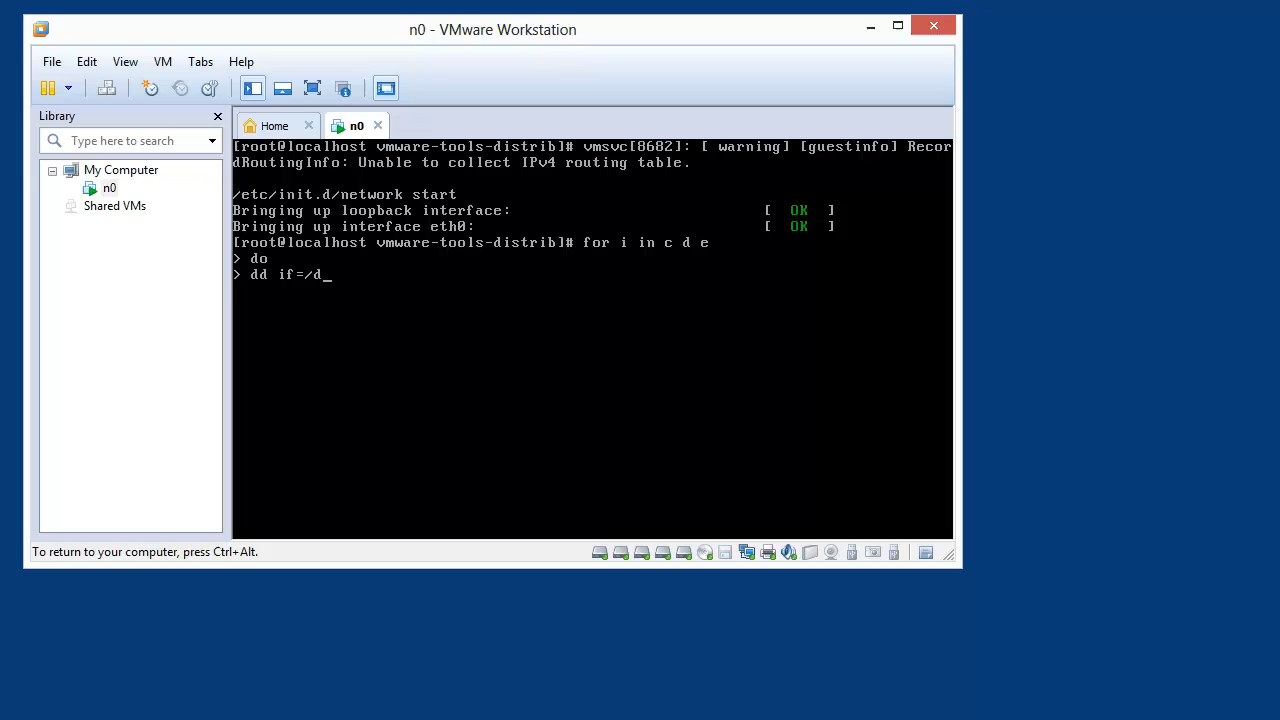 n0 - VMware Workstation
File Edit View VM Tabs Help
Library
Type here to search
My Computer
n0
Shared VMs
Home
n0
[root@localhost vmware-tools-distrib]# vmsvc[8682]: [ warning] [guestinfo] Recor
dRoutingInfo: Unable to collect IPv4 routing table.
/etc/init.d/network start
Bringing up loopback interface: [ OK ]
Bringing up interface eth0: [ OK ]
[root@localhost vmware-tools-distrib]# for i in c d e
> do
> dd if=/d_
To return to your computer, press Ctrl+Alt.